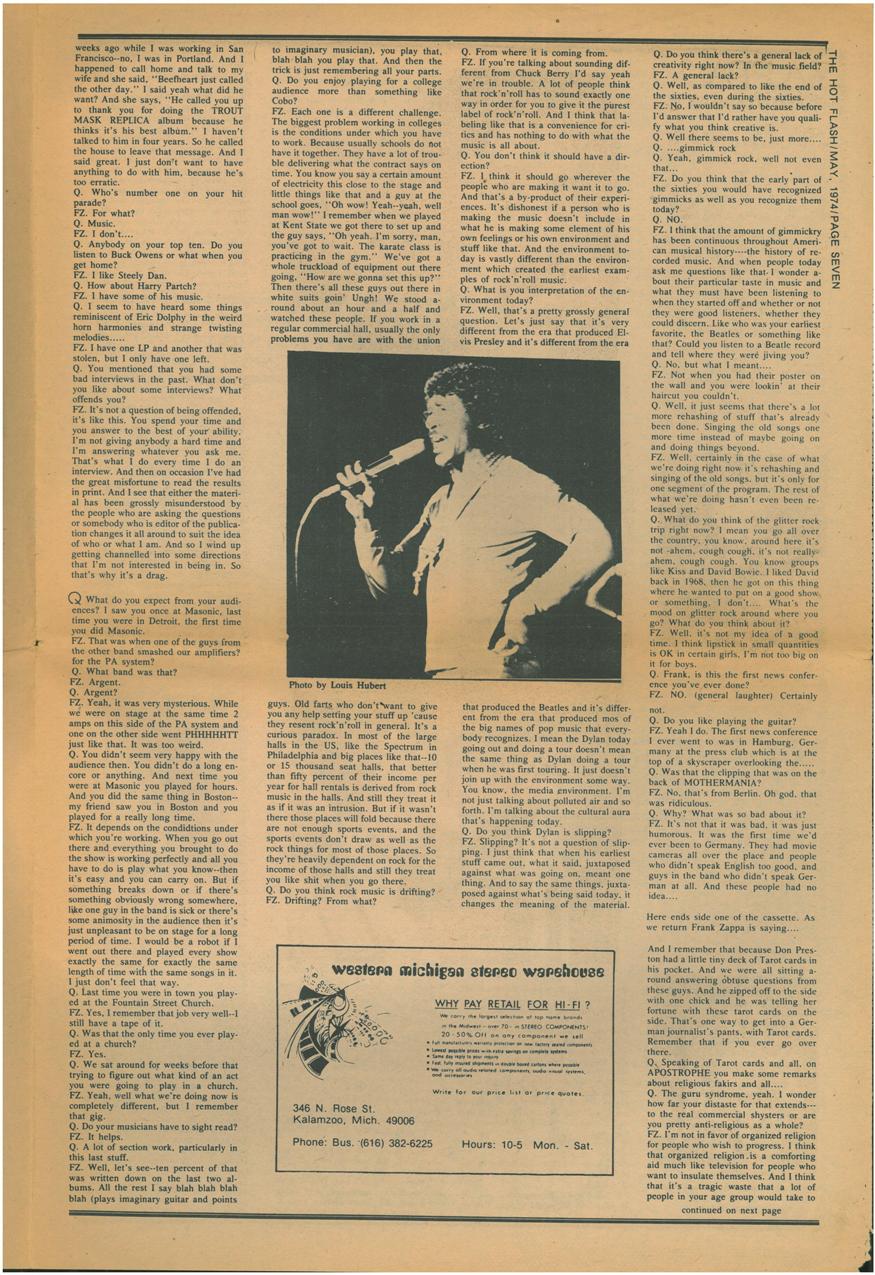 weeks ago while I was working in San
Francisco--no, I was in Portland. And I
happened to call home and talk to my
wife and she said, "Beefheart just called
the other day." I said yeah what did he
want? And she says, "He called you up
to thank you for doing the TROUT
MASK REPLICA album because he
thinks it's his best album." I haven't
talked to him in four years. So he called
the house to leave that message. And I
said great. I just don't want to have
anything to do with him, because he's
too erratic.
Q. Who's number one on your hit
parade?
FZ. For what?
Q. Music.
FZ. I don't....
Q. Anybody on your top ten. Do you
listen to Buck Owens or what when you
get home?
FZ. I like Steely Dan.
Q. How about Harry Partch?
FZ. I have some of his music.
Q. I seem to have heard some things
reminiscent of Eric Dolphy in the weird
horn harmonies and strange twisting
melodies.....
FZ. I have one LP and another that was
stolen, but I only have one left.
Q. You mentioned that you had some
bad interviews in the past. What don't
you like about some interviews? What
offends you?
FZ. It's not a question of being offended,
it's like this. You spend your time and
you answer to the best of your ability.
I'm not giving anybody a hard time and
I'm answering whatever you ask me.
That's what I do every time I do an
interview. And then on occasion I've had
the great misfortune to read the results
in print. And I see that either the materi-
al has been grossly misunderstood by
the people who are asking the questions
or somebody who is editor of the publica-
tion changes it all around to suit the idea
of who or what I am. And so I wind up
getting channelled into some directions
that I'm not interested in being in. So
that's why it's a drag.
Q What do you expect from your audi-
ences? I saw you once at Masonic, last
time you were in Detroit, the first time
you did Masonic.
FZ. That was when one of the guys from
the other band smashed our amplifiers?
for the PA system?
Q. What band was that?
FZ. Argent.
Q. Argent?
FZ. Yeah, it was very mysterious. While
we were on stage at the same time 2
amps on this side of the PA system and
one on the other side went PHHHHHTT
just like that. It was too weird.
Q. You didn't seem very happy with the
audience then. You didn't do a long en-
core or anything. And next time you
were at Masonic you played for hours.
And you did the same thing in Boston--
my friend saw you in Boston and you
played for a really long time.
FZ. It depends on the condidtions under
which you're working. When you go out
there and everything you brought to do
the show is working perfectly and all you
have to do is play what you know--then
it's easy and you can carry on. But if
something breaks down or if there's
something obviously wrong somewhere,
like one guy in the band is sick or there's
some animosity in the audience then it's
just unpleasant to be on stage for a long
period of time. I would be a robot if I
went out there and played every show
exactly the same for exactly the same
length of time with the same songs in it.
I just don't feel that way.
Q. Last time you were in town you play-
ed at the Fountain Street Church.
FZ. Yes, I remember that job very well--I
still have a tape of it.
Q. Was that the only time you ever play-
ed at a church?
FZ. Yes.
Q. We sat around for weeks before that
trying to figure out what kind of an act
you were going to play in a church.
FZ. Yeah, well what we're doing now is
completely different, but I remember
that gig.
Q. Do your musicians have to sight read?
FZ. It helps.
Q. A lot of section work, particularly in
this last stuff.
FZ. Well, let's see--ten percent of that
was written down on the last two al-
bums. All the rest I say blah blah blah
blah (plays imaginary guitar and points
to imaginary musician), you play that,
blah blah you play that. And then the
trick is just remembering all your parts.
Q. Do you enjoy playing for a college
audience more than something like
Cobo?
FZ. Each one is a different challenge.
The biggest problem working in colleges
is the conditions under which you have
to work. Because usually schools do not
have it together. They have a lot of trou-
ble delivering what the contract says on
time. You know you say a certain amount
of electricity this close to the stage and
little things like that and a guy at the
school goes, "Oh wow! Yeah--yeah, well
man wow!" I remember when we played
at Kent State we got there to set up and
the guy says, "Oh yeah. I'm sorry, man,
you've got to wait. The karate class is
practicing in the gym." We've got a
whole truckload of equipment out there
going, "How are we gonna set this up?"
Then there's all these guys out there in
white suits goin' Ungh! We stood a-
round about an hour and a half and
watched these people. If you work in a
regular commercial hall, usually the only
problems you have are with the union
Photo by Louis Hubert
guys. Old farts who don't want to give
you any help setting your stuff up 'cause
they resent rock'n'roll in general. It's a
curious paradox. In most of the large
halls in the US, like the Spectrum in
Philadelphia and big places like that--10
or 15 thousand seat halls, that better
than fifty percent of their income per
year for hall rentals is derived from rock
music in the halls. And still they treat it
as if it was an intrusion. But if it wasn't
there those places will fold because there
are not enough sports events, and the
sports events don't draw as well as the
rock things for most of those places. So
they're heavily dependent on rock for the
income of those halls and still they treat
you like shit when you go there.
Q. Do you think rock music is drifting?
FZ. Drifting? From what?
Q. From where it is coming from.
FZ. If you're talking about sounding dif-
ferent from Chuck Berry I'd say yeah
we're in trouble. A lot of people think
that rock'n'roll has to sound exactly one
way in order for you to give it the purest
label of rock'n'roll. And I think that la-
beling like that is a convenience for cri-
tics and has nothing to do with what the
music is all about.
Q. You don't think it should have a dir-
ection?
FZ. I think it should go wherever the
people who are making it want it to go.
And that's a by-product of their experi-
ences. It's dishonest if a person who is
making the music doesn't include in
what he is making some element of his
own feelings or his own environment and
stuff like that. And the environment to-
day is vastly different than the environ-
ment which created the earliest exam-
ples of rock'n'roll music.
Q. What is you interpretation of the en-
vironment today?
FZ. Well, that's a pretty grossly general
question. Let's just say that it's very
different from the era that produced El-
vis Presley and it's different from the era
that produced the Beatles and it's differ-
ent from the era that produced mos of
the big names of pop music that every-
body recognizes. I mean the Dylan today
going out and doing a tour doesn't mean
the same thing as Dylan doing a tour
when he was first touring. It just doesn't
join up with the environment some way.
You know, the media environment. I'm
not just talking about polluted air and so
forth. I'm talking about the cultural aura
that's happening today.
Q. Do you think Dylan is slipping?
FZ. Slipping? It's not a question of slip-
ping. I just think that when his earliest
stuff came out, what it said, juxtaposed
against what was going on, meant one
thing. And to say the same things, juxta-
posed against what's being said today, it
changes the meaning of the material.
western michigan stereo warehouse
WHY PAY RETAIL FOR HI-FI ?
We carry the largest selection of top name brands
in the Midwest - over 70 - in STEREO COMPONENTS!
20 - 50% OFF on any component we sell
• Full manufacturers warranty protection on new factory sealed components
• Lowest possible prices with extra savings on complete systems
• Same day reply to your inquiry
• Fast, fully insured shipments in double boxed cartons where possible
• We carry all audio related components, audio-visual systems,
and accessories
Write for our price list or price quotes.
346 N. Rose St.
Kalamzoo, Mich. 49006
Phone: Bus. (616) 382-6225 Hours: 10-5 Mon. - Sat.
Q. Do you think there's a general lack of
creativity right now? In the music field?
FZ. A general lack?
Q. Well, as compared to like the end of
the sixties, even during the sixties.
FZ. No, I wouldn't say so because before
I'd answer that I'd rather have you quali-
fy what you think creative is.
Q. Well there seems to be, just more....
Q. ....gimmick rock
Q. Yeah, gimmick rock, well not even
that...
FZ. Do you think that the early part of
the sixties you would have recognized
gimmicks as well as you recognize them
today?
Q. NO.
FZ. I think that the amount of gimmickry
has been continuous throughout Ameri-
can musical history----the history of re-
corded music. And when people today
ask me questions like that I wonder a-
bout their particular taste in music and
what they must have been listening to
when they started off and whether or not
they were good listeners, whether they
could discern. Like who was your earliest
favorite, the Beatles or something like
that? Could you listen to a Beatle record
and tell where they were jiving you?
Q. No, but what I meant....
FZ. Not when you had their poster on
the wall and you were lookin' at their
haircut you couldn't.
Q. Well, it just seems that there's a lot
more rehashing of stuff that's already
been done. Singing the old songs one
more time instead of maybe going on
and doing things beyond.
FZ. Well, certainly in the case of what
we're doing right now it's rehashing and
singing of the old songs, but it's only for
one segment of the program. The rest of
what we're doing hasn't even been re-
leased yet.
Q. What do you think of the glitter rock
trip right now? I mean you go all over
the country, you know, around here it's
not -ahem, cough cough, it's not really-
ahem, cough cough. You know groups
like Kiss and David Bowie. I liked David
back in 1968, then he got on this thing
where he wanted to put on a good show,
or something, I don't.... What's the
mood on glitter rock around where you
go? What do you think about it?
FZ. Well, it's not my idea of a good
time. I think lipstick in small quantities
is OK in certain girls, I'm not too big on
it for boys.
Q. Frank, is this the first news confer-
ence you've ever done?
FZ. NO. (general laughter) Certainly
not.
Q. Do you like playing the guitar?
FZ. Yeah I do. The first news conference
I ever went to was in Hamburg, Ger-
many at the press club which is at the
top of a skyscraper overlooking the.....
Q. Was that the clipping that was on the
back of MOTHERMANIA?
FZ. No, that's from Berlin. Oh god, that
was ridiculous.
Q. Why? What was so bad about it?
FZ. It's not that it was bad, it was just
humorous. It was the first time we'd
ever been to Germany. They had movie
cameras all over the place and people
who didn't speak English too good, and
guys in the band who didn't speak Ger-
man at all. And these people had no
idea....
Here ends side one of the cassette. As
we return Frank Zappa is saying....
And I remember that because Don Pres-
ton had a little tiny deck of Tarot cards in
his pocket. And we were all sitting a-
round answering obtuse questions from
these guys. And he zipped off to the side
with one chick and he was telling her
fortune with these tarot cards on the
side. That's one way to get into a Ger-
man journalist's pants, with Tarot cards.
Remember that if you ever go over
there.
Q. Speaking of Tarot cards and all, on
APOSTROPHE you make some remarks
about religious fakirs and all....
Q. The guru syndrome, yeah. I wonder
how far your distaste for that extends---
to the real commercial shysters or are
you pretty anti-religious as a whole?
FZ. I'm not in favor of organized religion
for people who wish to progress. I think
that organized religion is a comforting
aid much like television for people who
want to insulate themselves. And I think
that it's a tragic waste that a lot of
people in your age group would take to
continued on next page
THE HOT FLASH/MAY, 1974/PAGE SEVEN